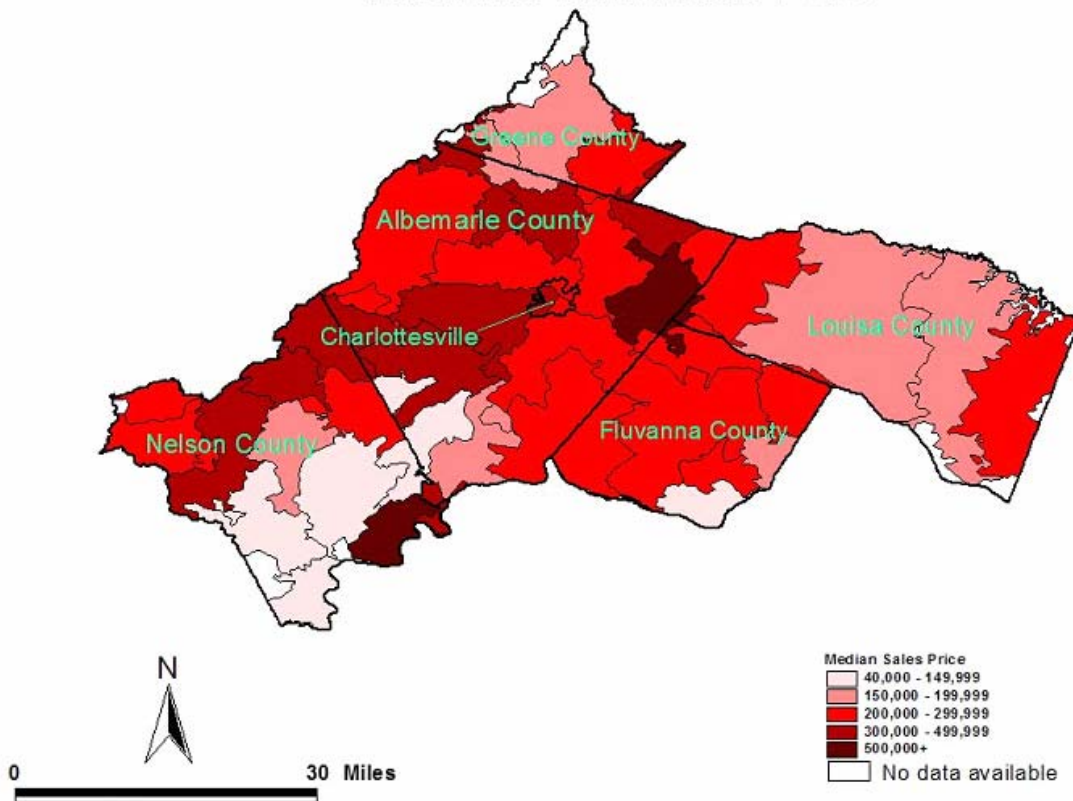 Greene County
Albemarle County
Charlottesville
Louisa County
Nelson County
Fluvanna County
N
0 30 Miles
Median Sales Price
40,000 - 149,999
150,000 - 199,999
200,000 - 299,999
300,000 - 499,999
500,000+
No data available